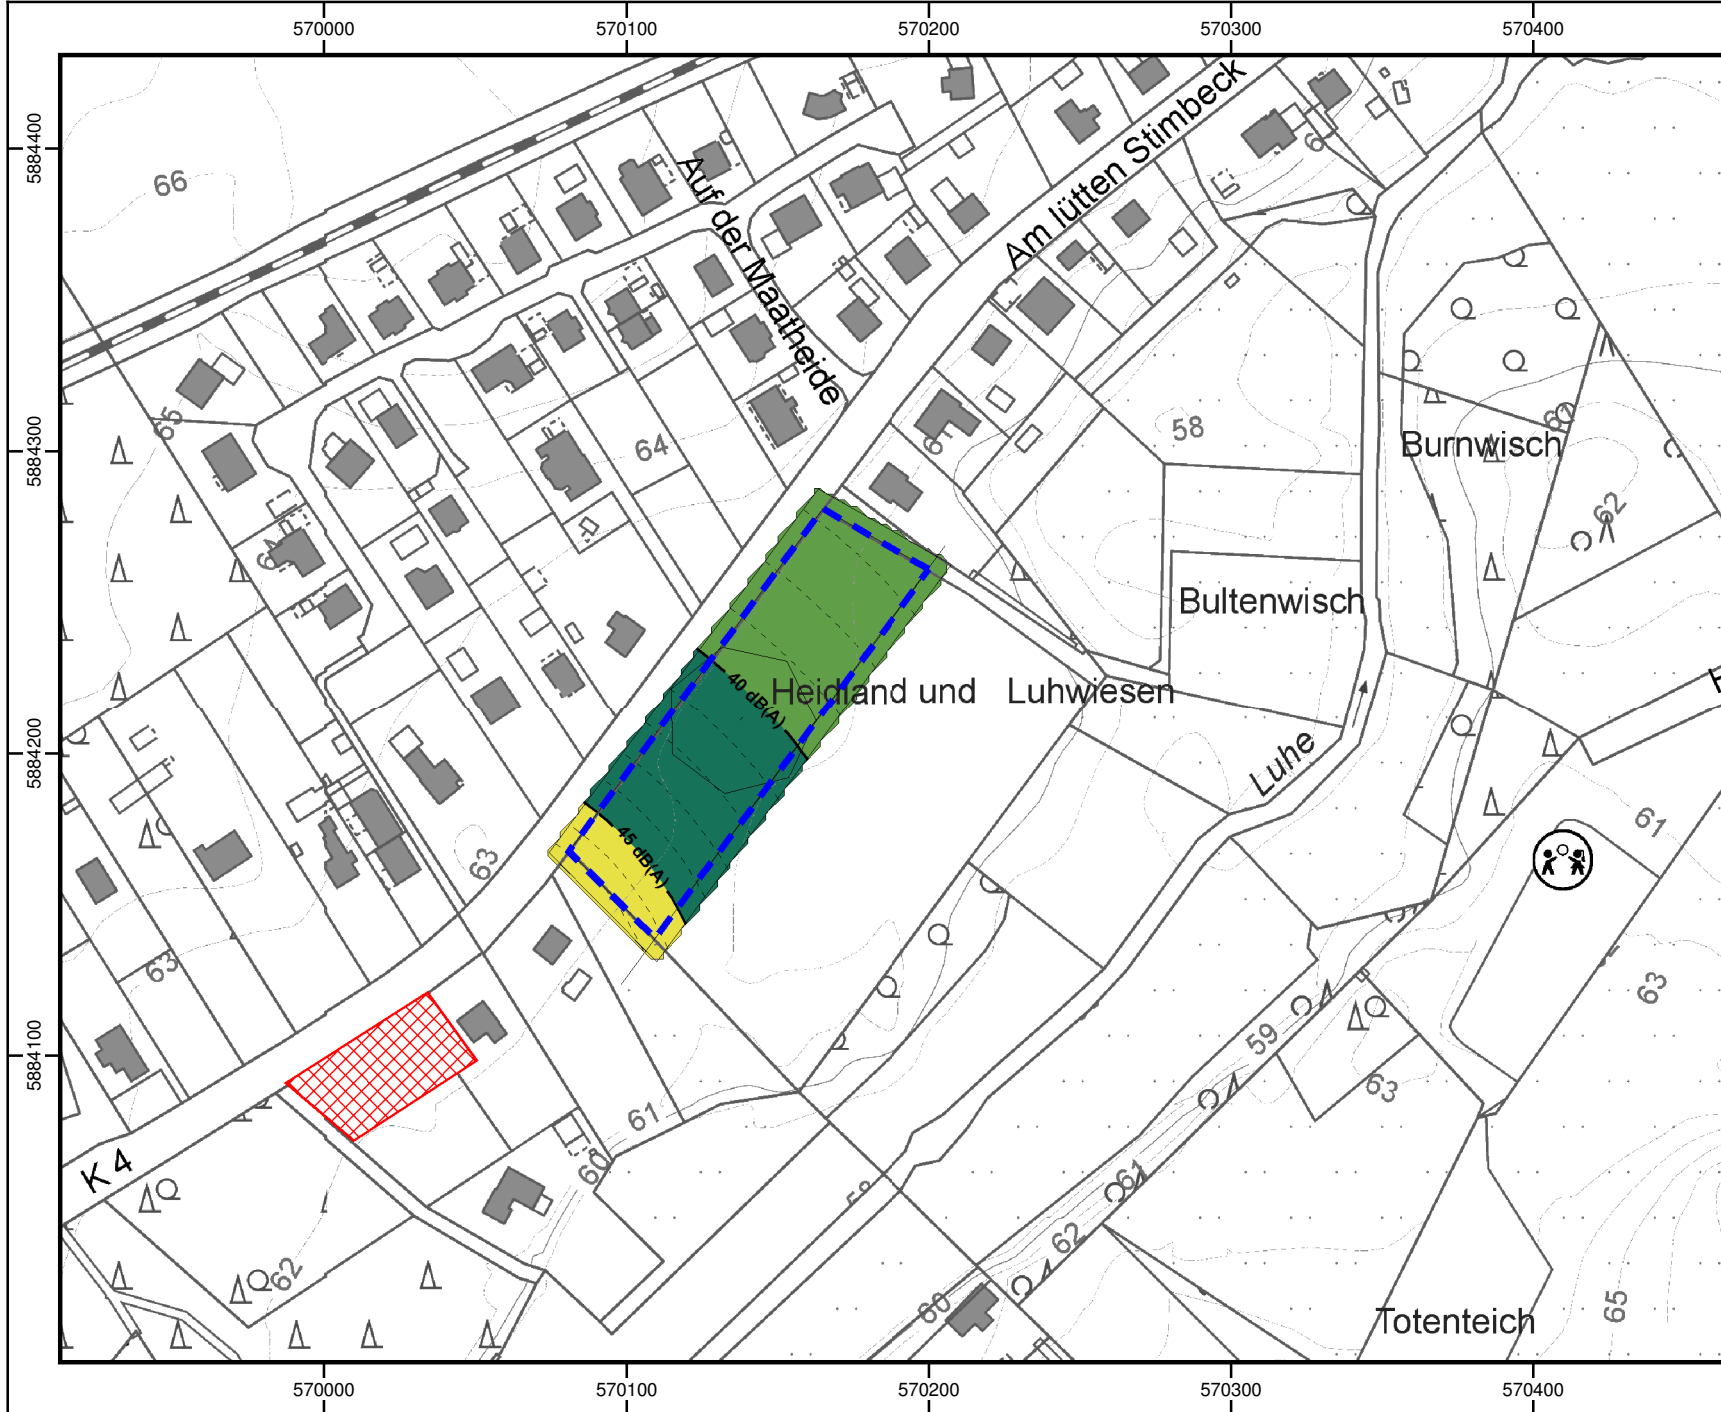 570000 570100 570200 570300 570400
5884400
5884300
5884200
5884100
66
Auf der Maatheide
Am lütten Stimbeck
65
64
58
61
Burnwisch
62
Bultenwisch
40 dB(A)
Heidland und Luhwiesen
Luhe
45 dB(A)
63
61
63
63
59
63
61
K 4
60
61
62
62
60
65
Totenteich
570000 570100 570200 570300 570400